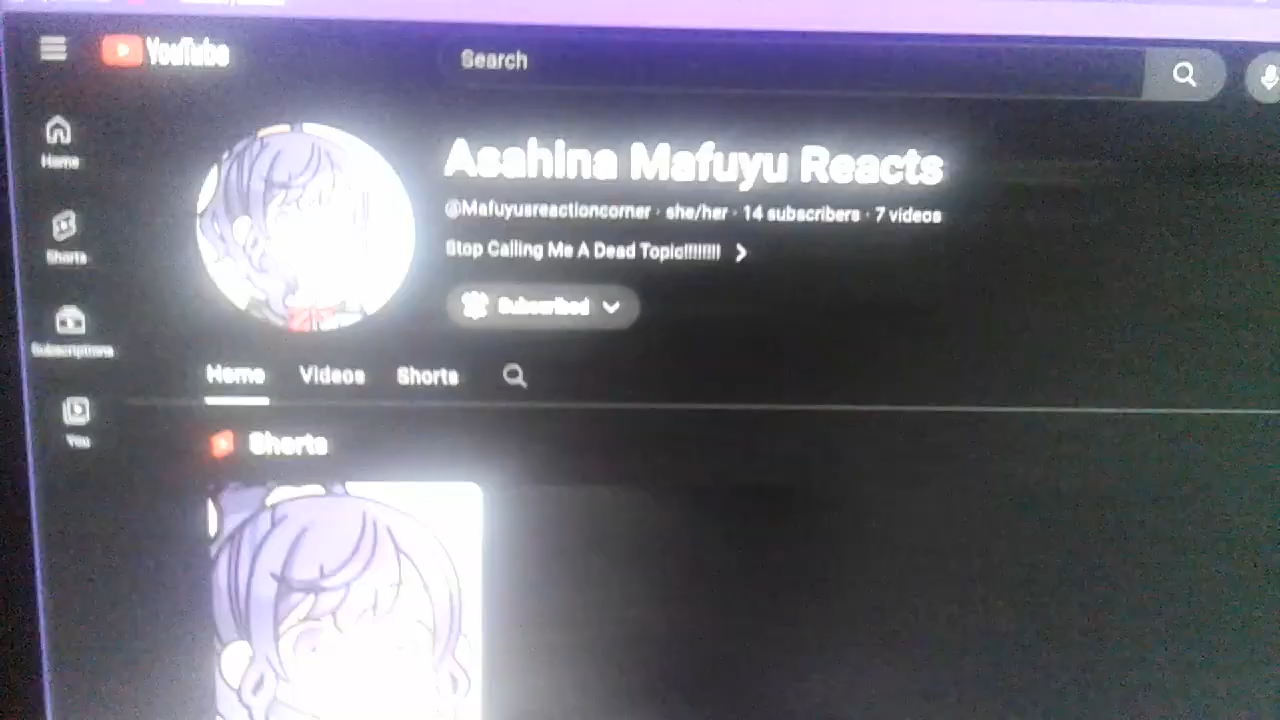 YouTube
Search
Home
Shorts
Subscriptions
You
Asahina Mafuyu Reacts
@Mafuyusreactioncorner · she/her · 14 subscribers · 7 videos
Stop Calling Me A Dead Topic!!!!!!!!
Subscribed
Home Videos Shorts
Shorts